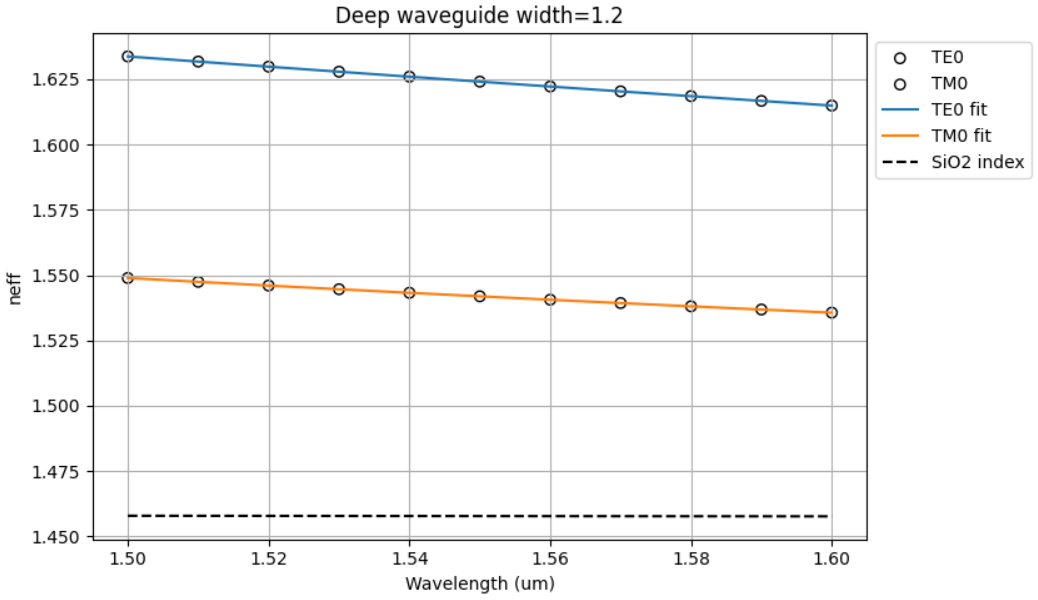 Deep waveguide width=1.2
TE0
TM0
TE0 fit
TM0 fit
SiO2 index
neff
1.625
1.600
1.575
1.550
1.525
1.500
1.475
1.450
1.50 1.52 1.54 1.56 1.58 1.60
Wavelength (um)